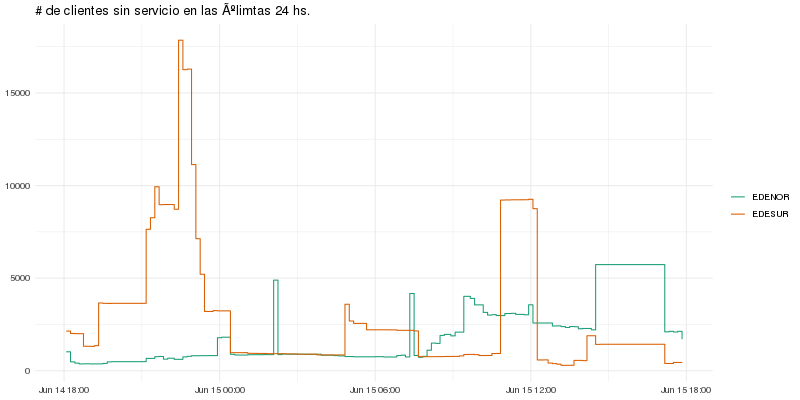 # de clientes sin servicio en las Ãºlimtas 24 hs.
15000
10000
5000
0
Jun 14 18:00
Jun 15 00:00
Jun 15 06:00
Jun 15 12:00
Jun 15 18:00
EDENOR
EDESUR